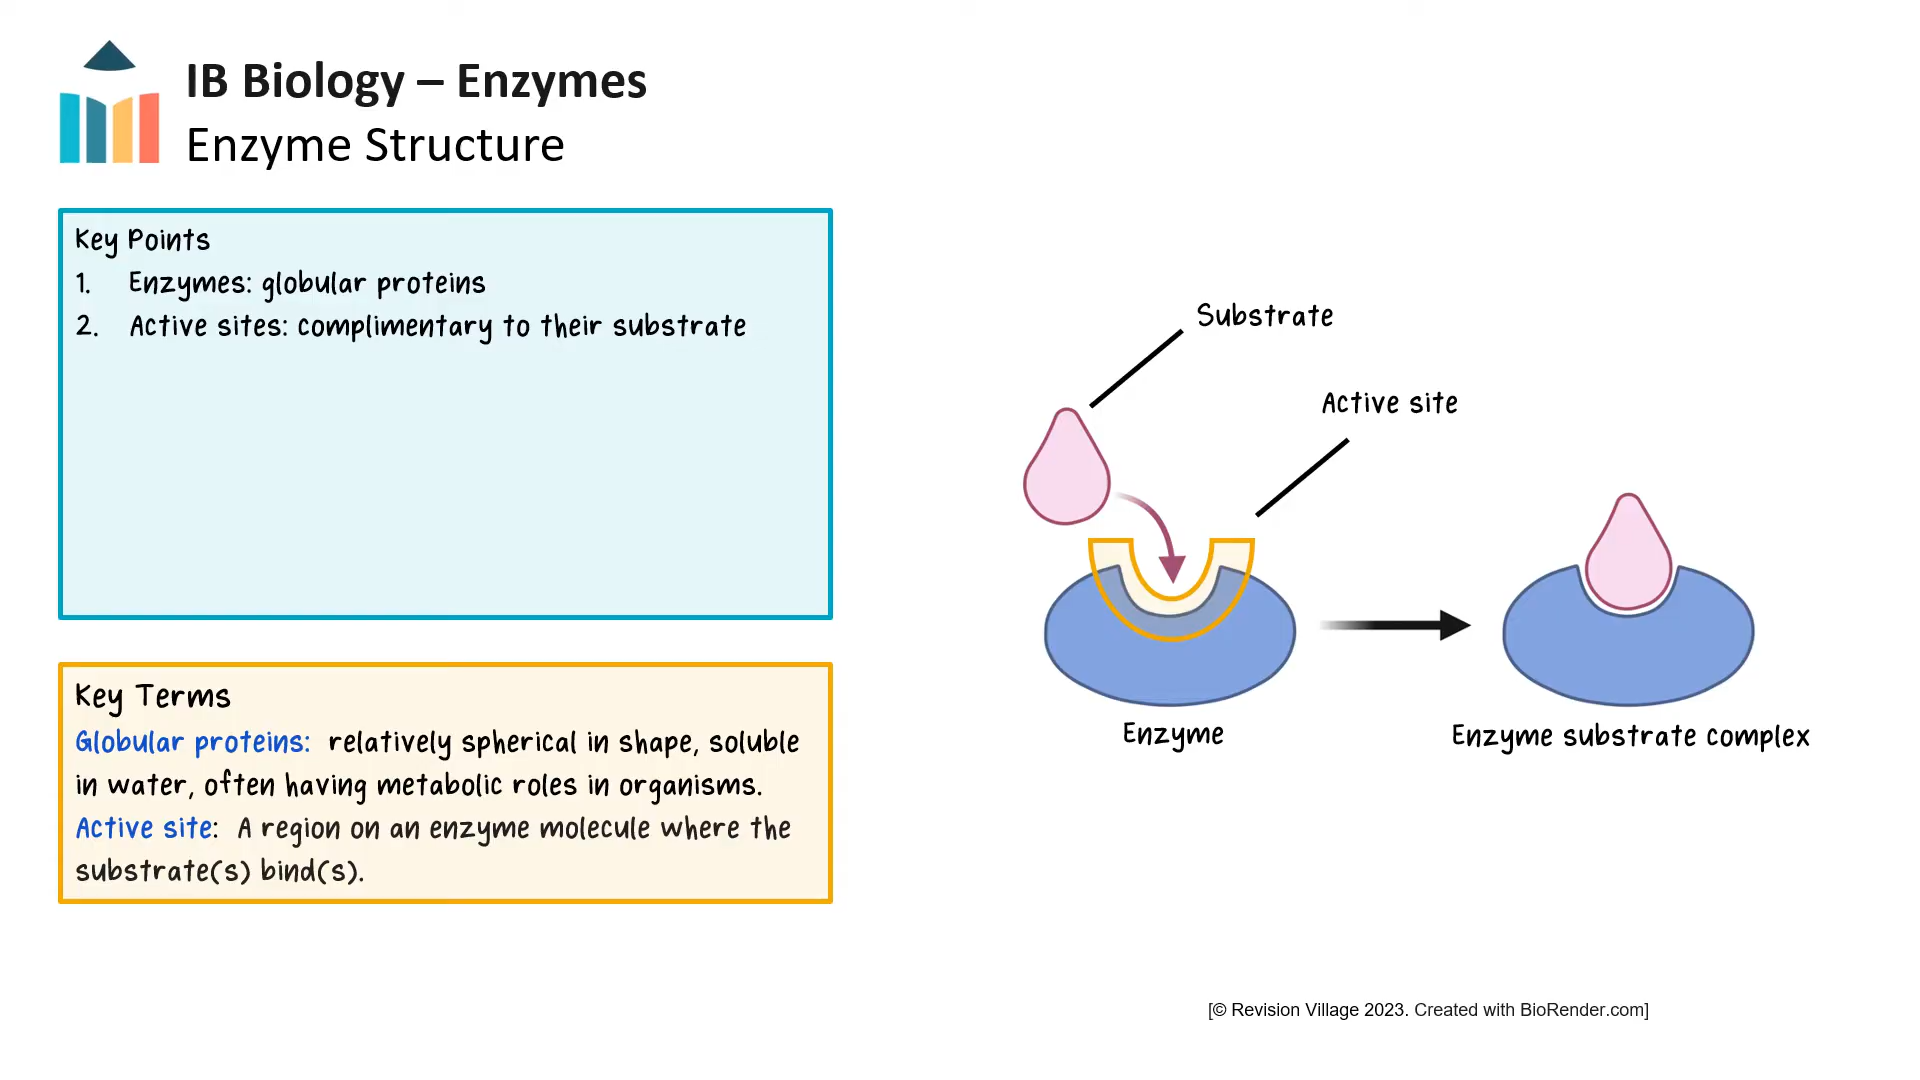 IB Biology – Enzymes
Enzyme Structure
Key Points
1. Enzymes: globular proteins
2. Active sites: complimentary to their substrate
Key Terms
Globular proteins: relatively spherical in shape, soluble
in water, often having metabolic roles in organisms.
Active site: A region on an enzyme molecule where the
substrate(s) bind(s).
Substrate
Active site
Enzyme
Enzyme substrate complex
[© Revision Village 2023. Created with BioRender.com]